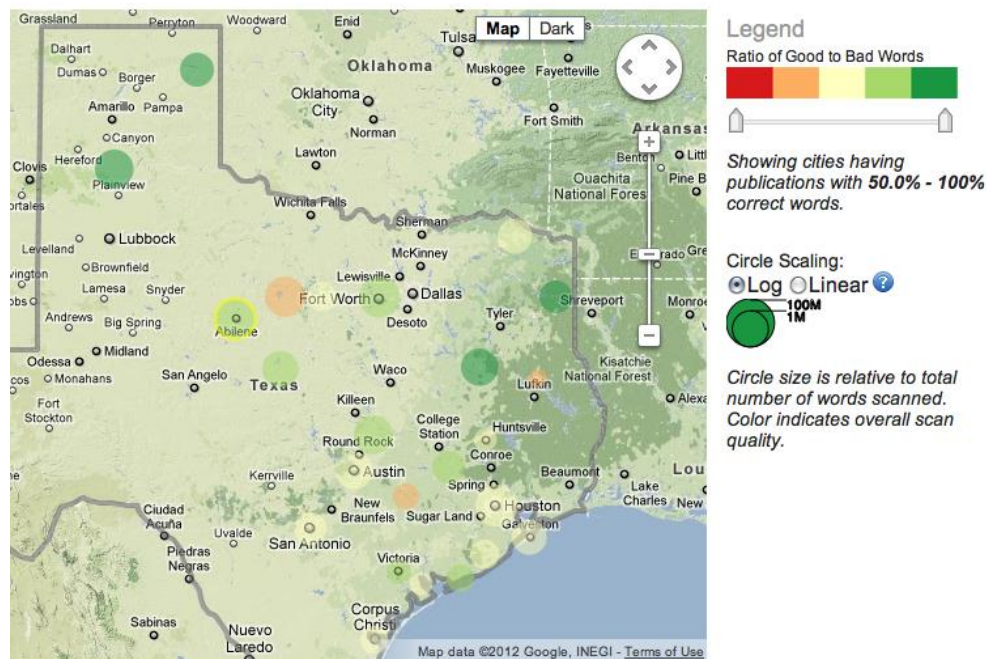 Grassland
Perryton
Woodward
Enid
Dalhart
Dumas
Borger
Pampa
Amarillo
Canyon
Hereford
Clovis
Plainview
Oklahoma
Tulsa
Map
Dark
Muskogee
Fayetteville
Oklahoma
City
Norman
Fort Smith
Lawton
Arkansas
Ouachita
National Fores
Pine B
Wichita Falls
Sherman
McKinney
Levelland
Lubbock
Brownfield
Lamesa
Snyder
Lewisville
Fort Worth
Dallas
Desoto
Shreveport
Monroe
Andrews
Big Spring
Abilene
Tyler
Odessa
Midland
Monahans
Fort
Stockton
San Angelo
Texas
Waco
Kisatchie
National Forest
Lufkin
Alexa
Killeen
College
Station
Huntsville
Round Rock
Conroe
Austin
Kerrville
Spring
Beaumont
Lou
Lake
Charles
New
New
Braunfels
Sugar Land
Houston
Galveston
Ciudad
Acuña
Uvalde
San Antonio
Piedras
Negras
Victoria
Corpus
Christi
Sabinas
Nuevo
Laredo
Map data ©2012 Google, INEGI - Terms of Use
Legend
Ratio of Good to Bad Words
Showing cities having
publications with 50.0% - 100%
correct words.
Circle Scaling:
Log Linear ?
100M
1M
Circle size is relative to total
number of words scanned.
Color indicates overall scan
quality.